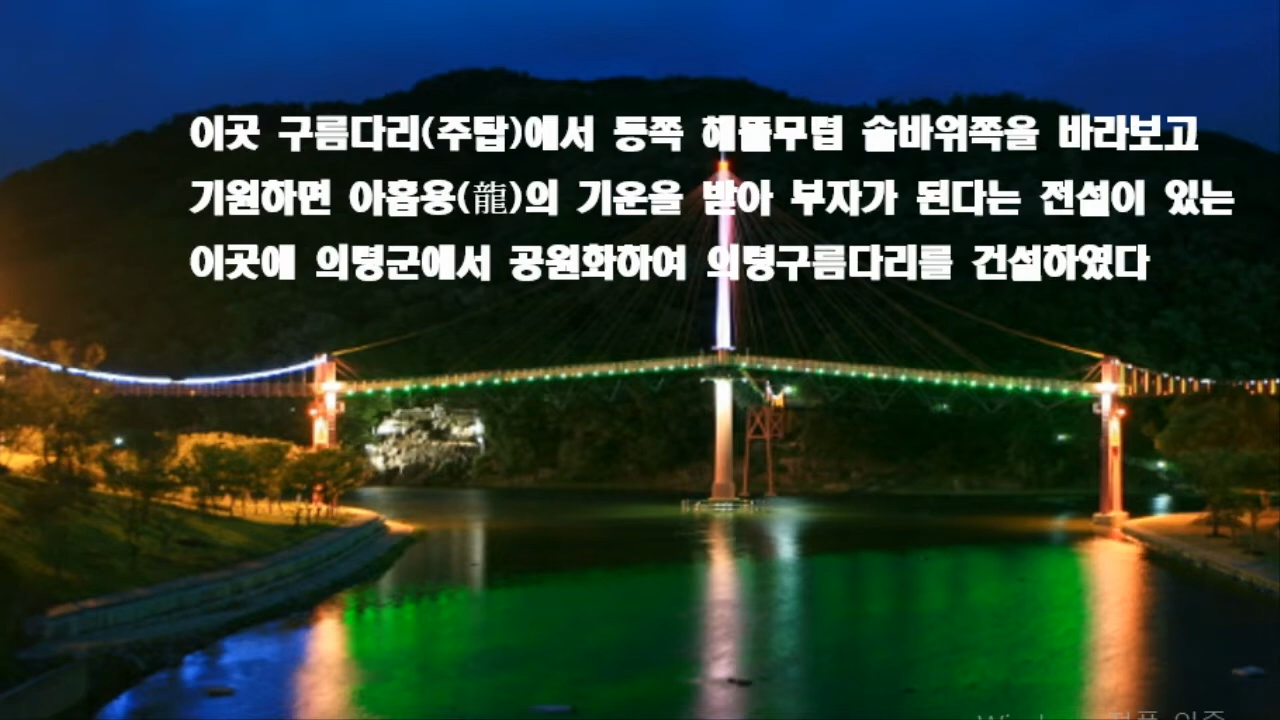 이곳 구름다리(주탑)에서 동쪽 해뜰무렵 솥바위쪽을 바라보고
기원하면 아홉용(龍)의 기운을 받아 부자가 된다는 전설이 있는
이곳에 의령군에서 공원화하여 의령구름다리를 건설하였다